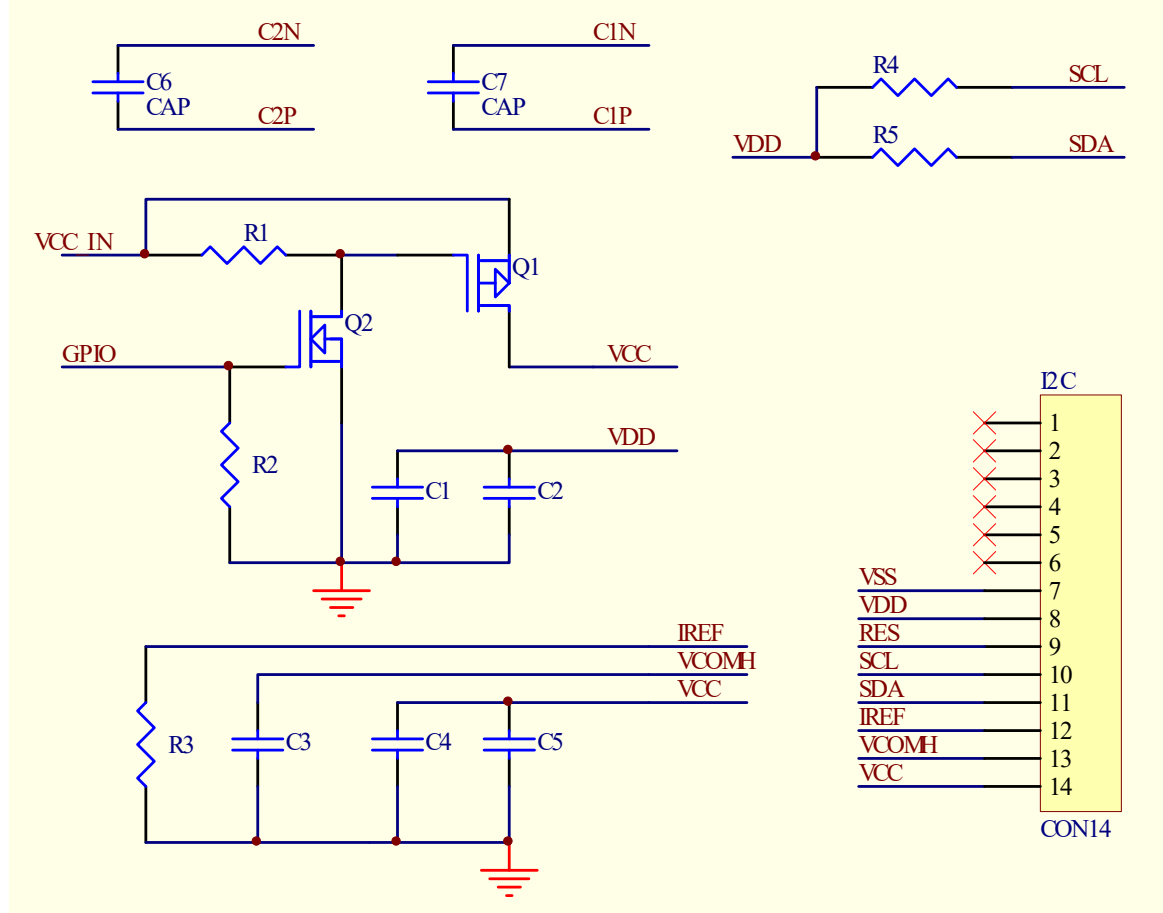 C2N
C6
CAP
C2P
C1N
C7
CAP
C1P
R4
SCL
VDD
R5
SDA
VCC IN
R1
Q1
Q2
GPIO
VCC
R2
VDD
C1
C2
IREF
VCOMH
VCC
R3
C3
C4
C5
I2C
1
2
3
4
5
6
VSS 7
VDD 8
RES 9
SCL 10
SDA 11
IREF 12
VCOMH 13
VCC 14
CON14